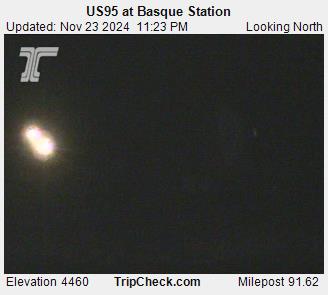 US95 at Basque Station
Updated: Nov 23 2024 11:23 PM Looking North
Elevation 4460 TripCheck.com Milepost 91.62